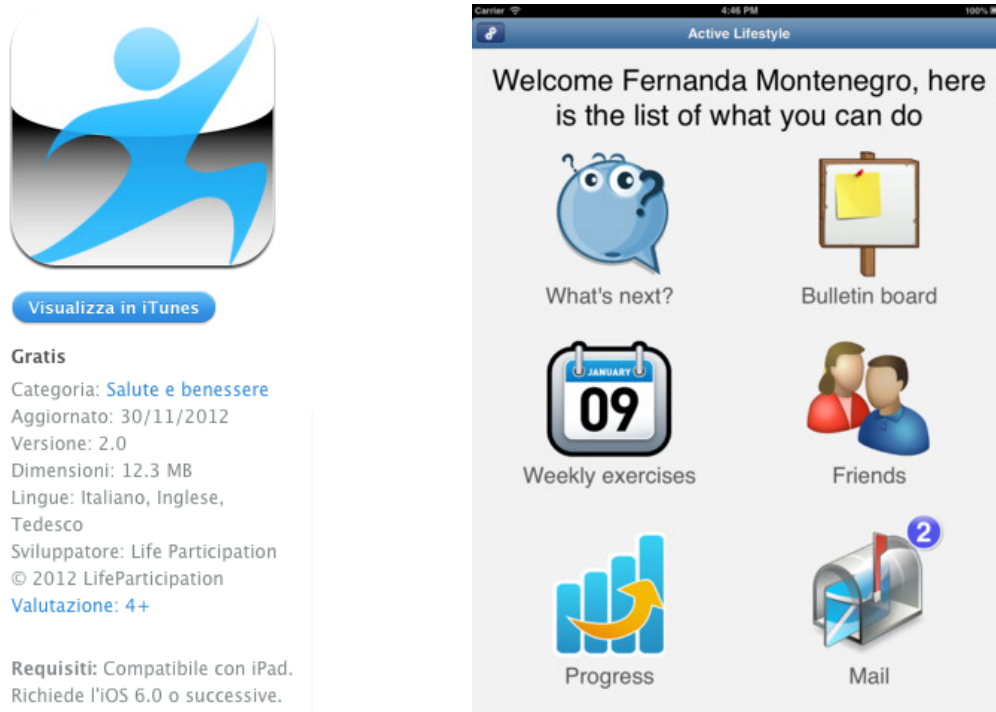 Visualizza in iTunes
Gratis
Categoria: Salute e benessere
Aggiornato: 30/11/2012
Versione: 2.0
Dimensioni: 12.3 MB
Lingue: Italiano, Inglese,
Tedesco
Sviluppatore: Life Participation
© 2012 LifeParticipation
Valutazione: 4+
Requisiti: Compatibile con iPad.
Richiede l'iOS 6.0 o successive.
Carrier 4:46 PM 100%
Active Lifestyle
Welcome Fernanda Montenegro, here
is the list of what you can do
? ?
What's next? Bulletin board
JANUARY
09
Weekly exercises Friends
2
Progress Mail